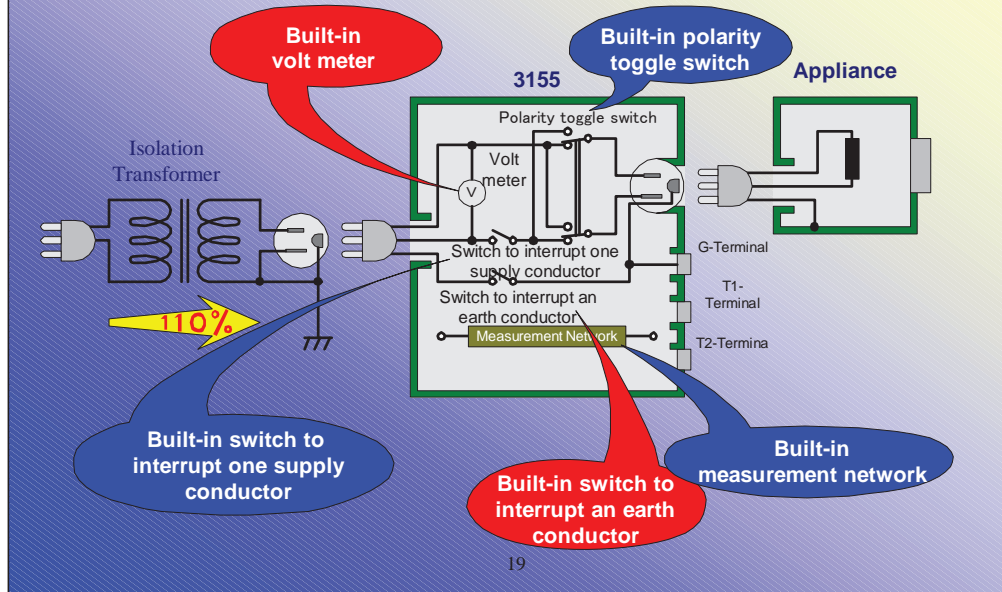 Built-in
volt meter
Built-in polarity
toggle switch
3155
Appliance
Polarity toggle switch
Isolation
Transformer
Volt
meter
V
G-Terminal
Switch to interrupt one
supply conductor
T1-
Terminal
Switch to interrupt an
earth conductor
110%
Measurement Network
T2-Termina
Built-in switch to
interrupt one supply
conductor
Built-in
measurement network
Built-in switch to
interrupt an earth
conductor
19